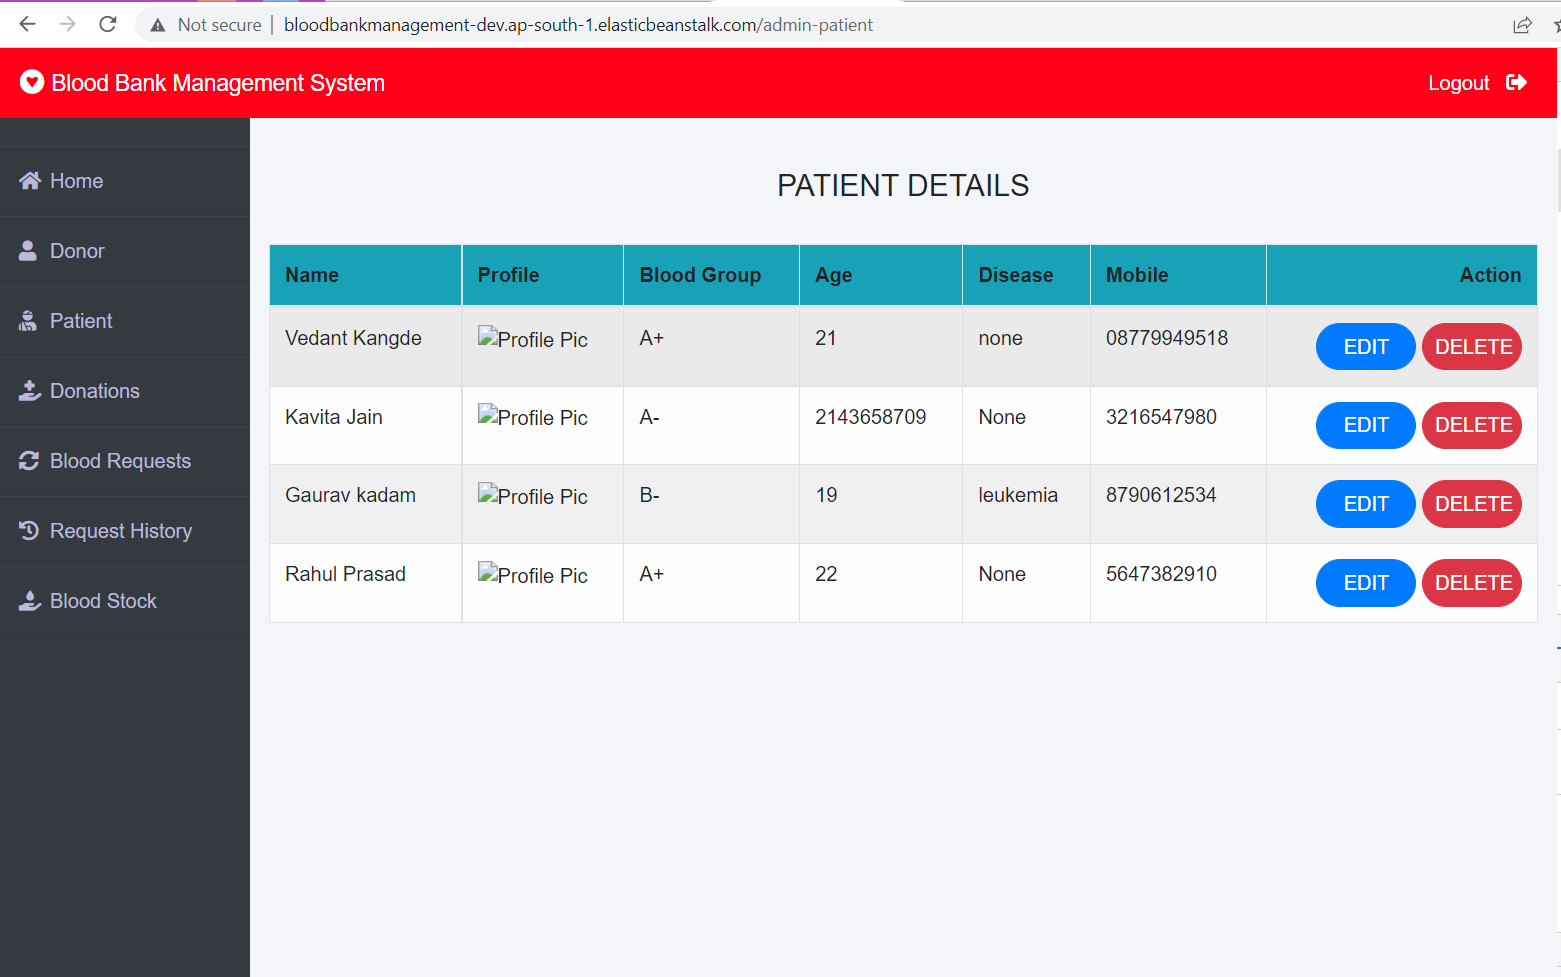 Not secure | bloodbankmanagement-dev.ap-south-1.elasticbeanstalk.com/admin-patient
Blood Bank Management System
Logout
Home
Donor
Patient
Donations
Blood Requests
Request History
Blood Stock
PATIENT DETAILS
Name Profile Blood Group Age Disease Mobile Action
Vedant Kangde Profile Pic A+ 21 none 08779949518 EDIT DELETE
Kavita Jain Profile Pic A- 2143658709 None 3216547980 EDIT DELETE
Gaurav kadam Profile Pic B- 19 leukemia 8790612534 EDIT DELETE
Rahul Prasad Profile Pic A+ 22 None 5647382910 EDIT DELETE